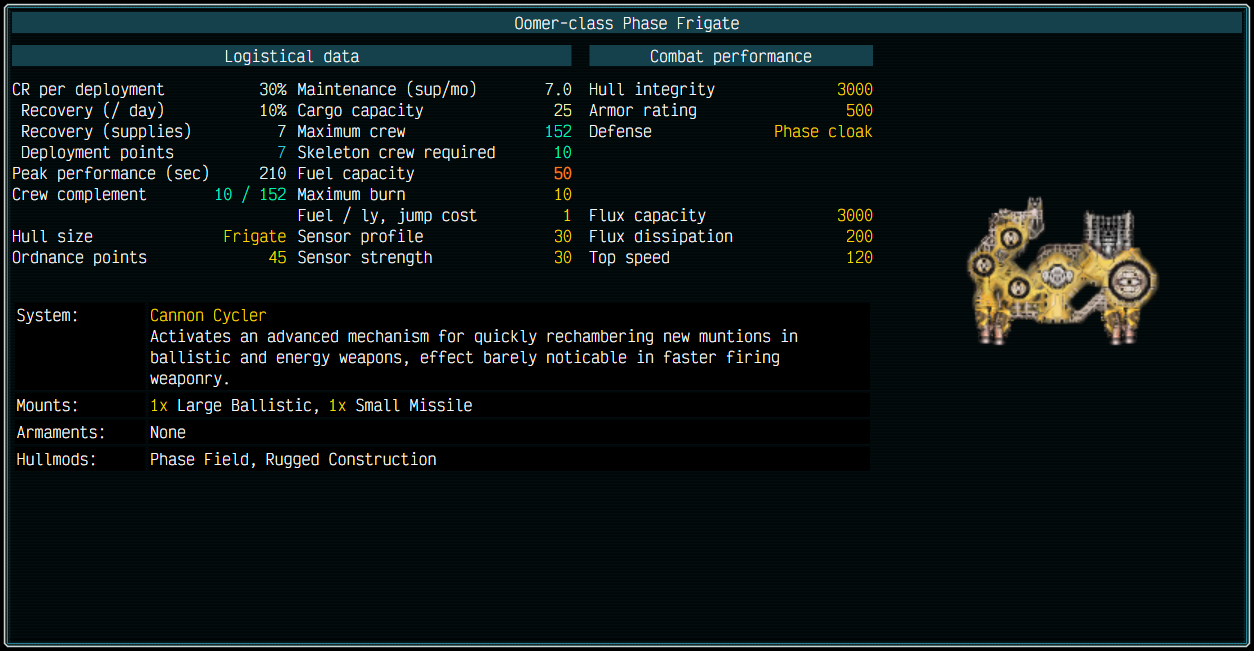 Oomer-class Phase Frigate
Logistical data
CR per deployment 30% Maintenance (sup/mo) 7.0
Recovery (/ day) 10% Cargo capacity 25
Recovery (supplies) 7 Maximum crew 152
Deployment points 7 Skeleton crew required 10
Peak performance (sec) 210 Fuel capacity 50
Crew complement 10 / 152 Maximum burn 10
Fuel / ly, jump cost 1
Hull size Frigate Sensor profile 30
Ordnance points 45 Sensor strength 30
Combat performance
Hull integrity 3000
Armor rating 500
Defense Phase cloak
Flux capacity 3000
Flux dissipation 200
Top speed 120
System: Cannon Cycler
Activates an advanced mechanism for quickly rechambering new muntions in
ballistic and energy weapons, effect barely noticable in faster firing
weaponry.
Mounts: 1x Large Ballistic, 1x Small Missile
Armaments: None
Hullmods: Phase Field, Rugged Construction